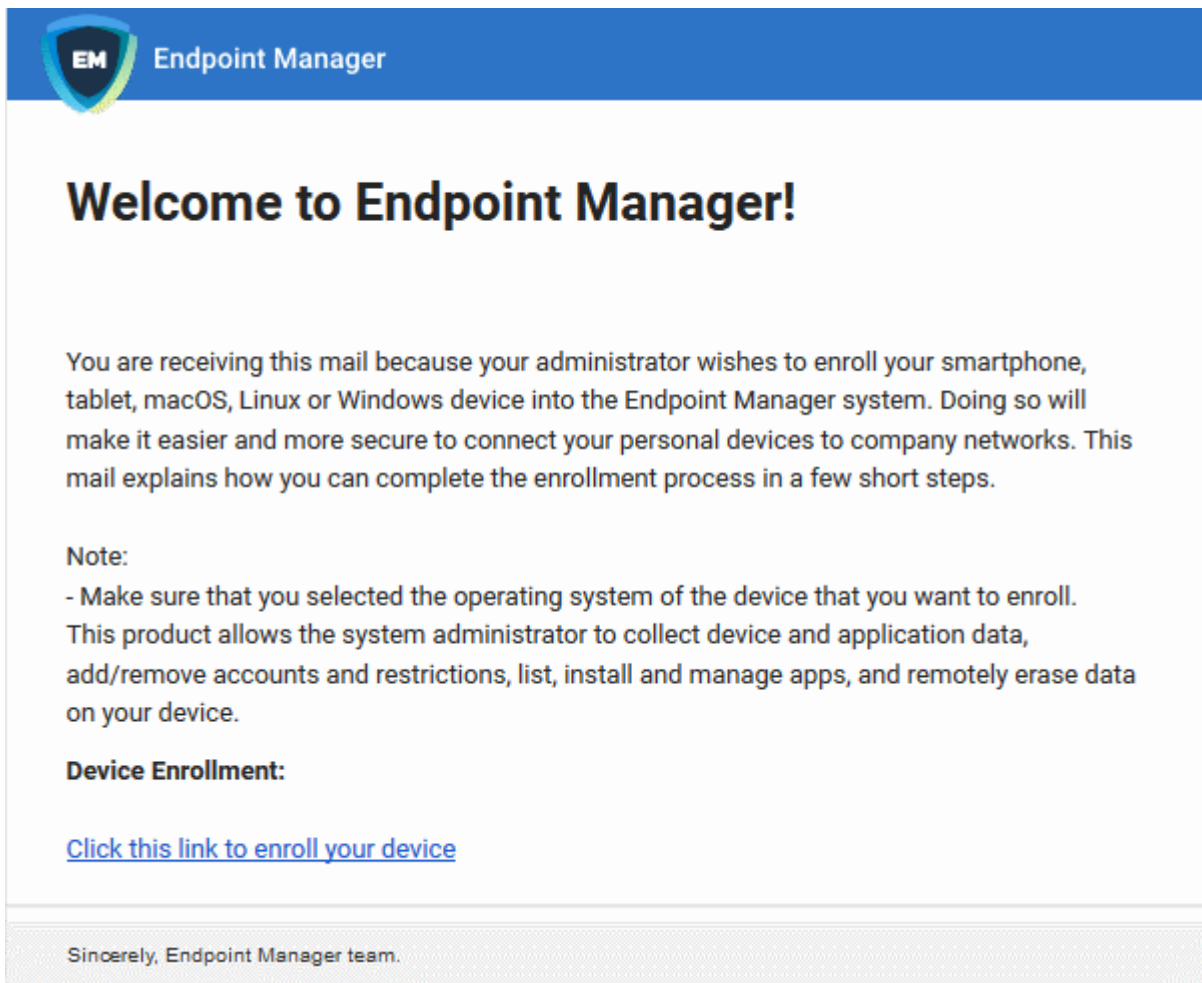 EM
Endpoint Manager
Welcome to Endpoint Manager!
You are receiving this mail because your administrator wishes to enroll your smartphone,
tablet, macOS, Linux or Windows device into the Endpoint Manager system. Doing so will
make it easier and more secure to connect your personal devices to company networks. This
mail explains how you can complete the enrollment process in a few short steps.
Note:
- Make sure that you selected the operating system of the device that you want to enroll.
This product allows the system administrator to collect device and application data,
add/remove accounts and restrictions, list, install and manage apps, and remotely erase data
on your device.
Device Enrollment:
Click this link to enroll your device
Sincerely, Endpoint Manager team.